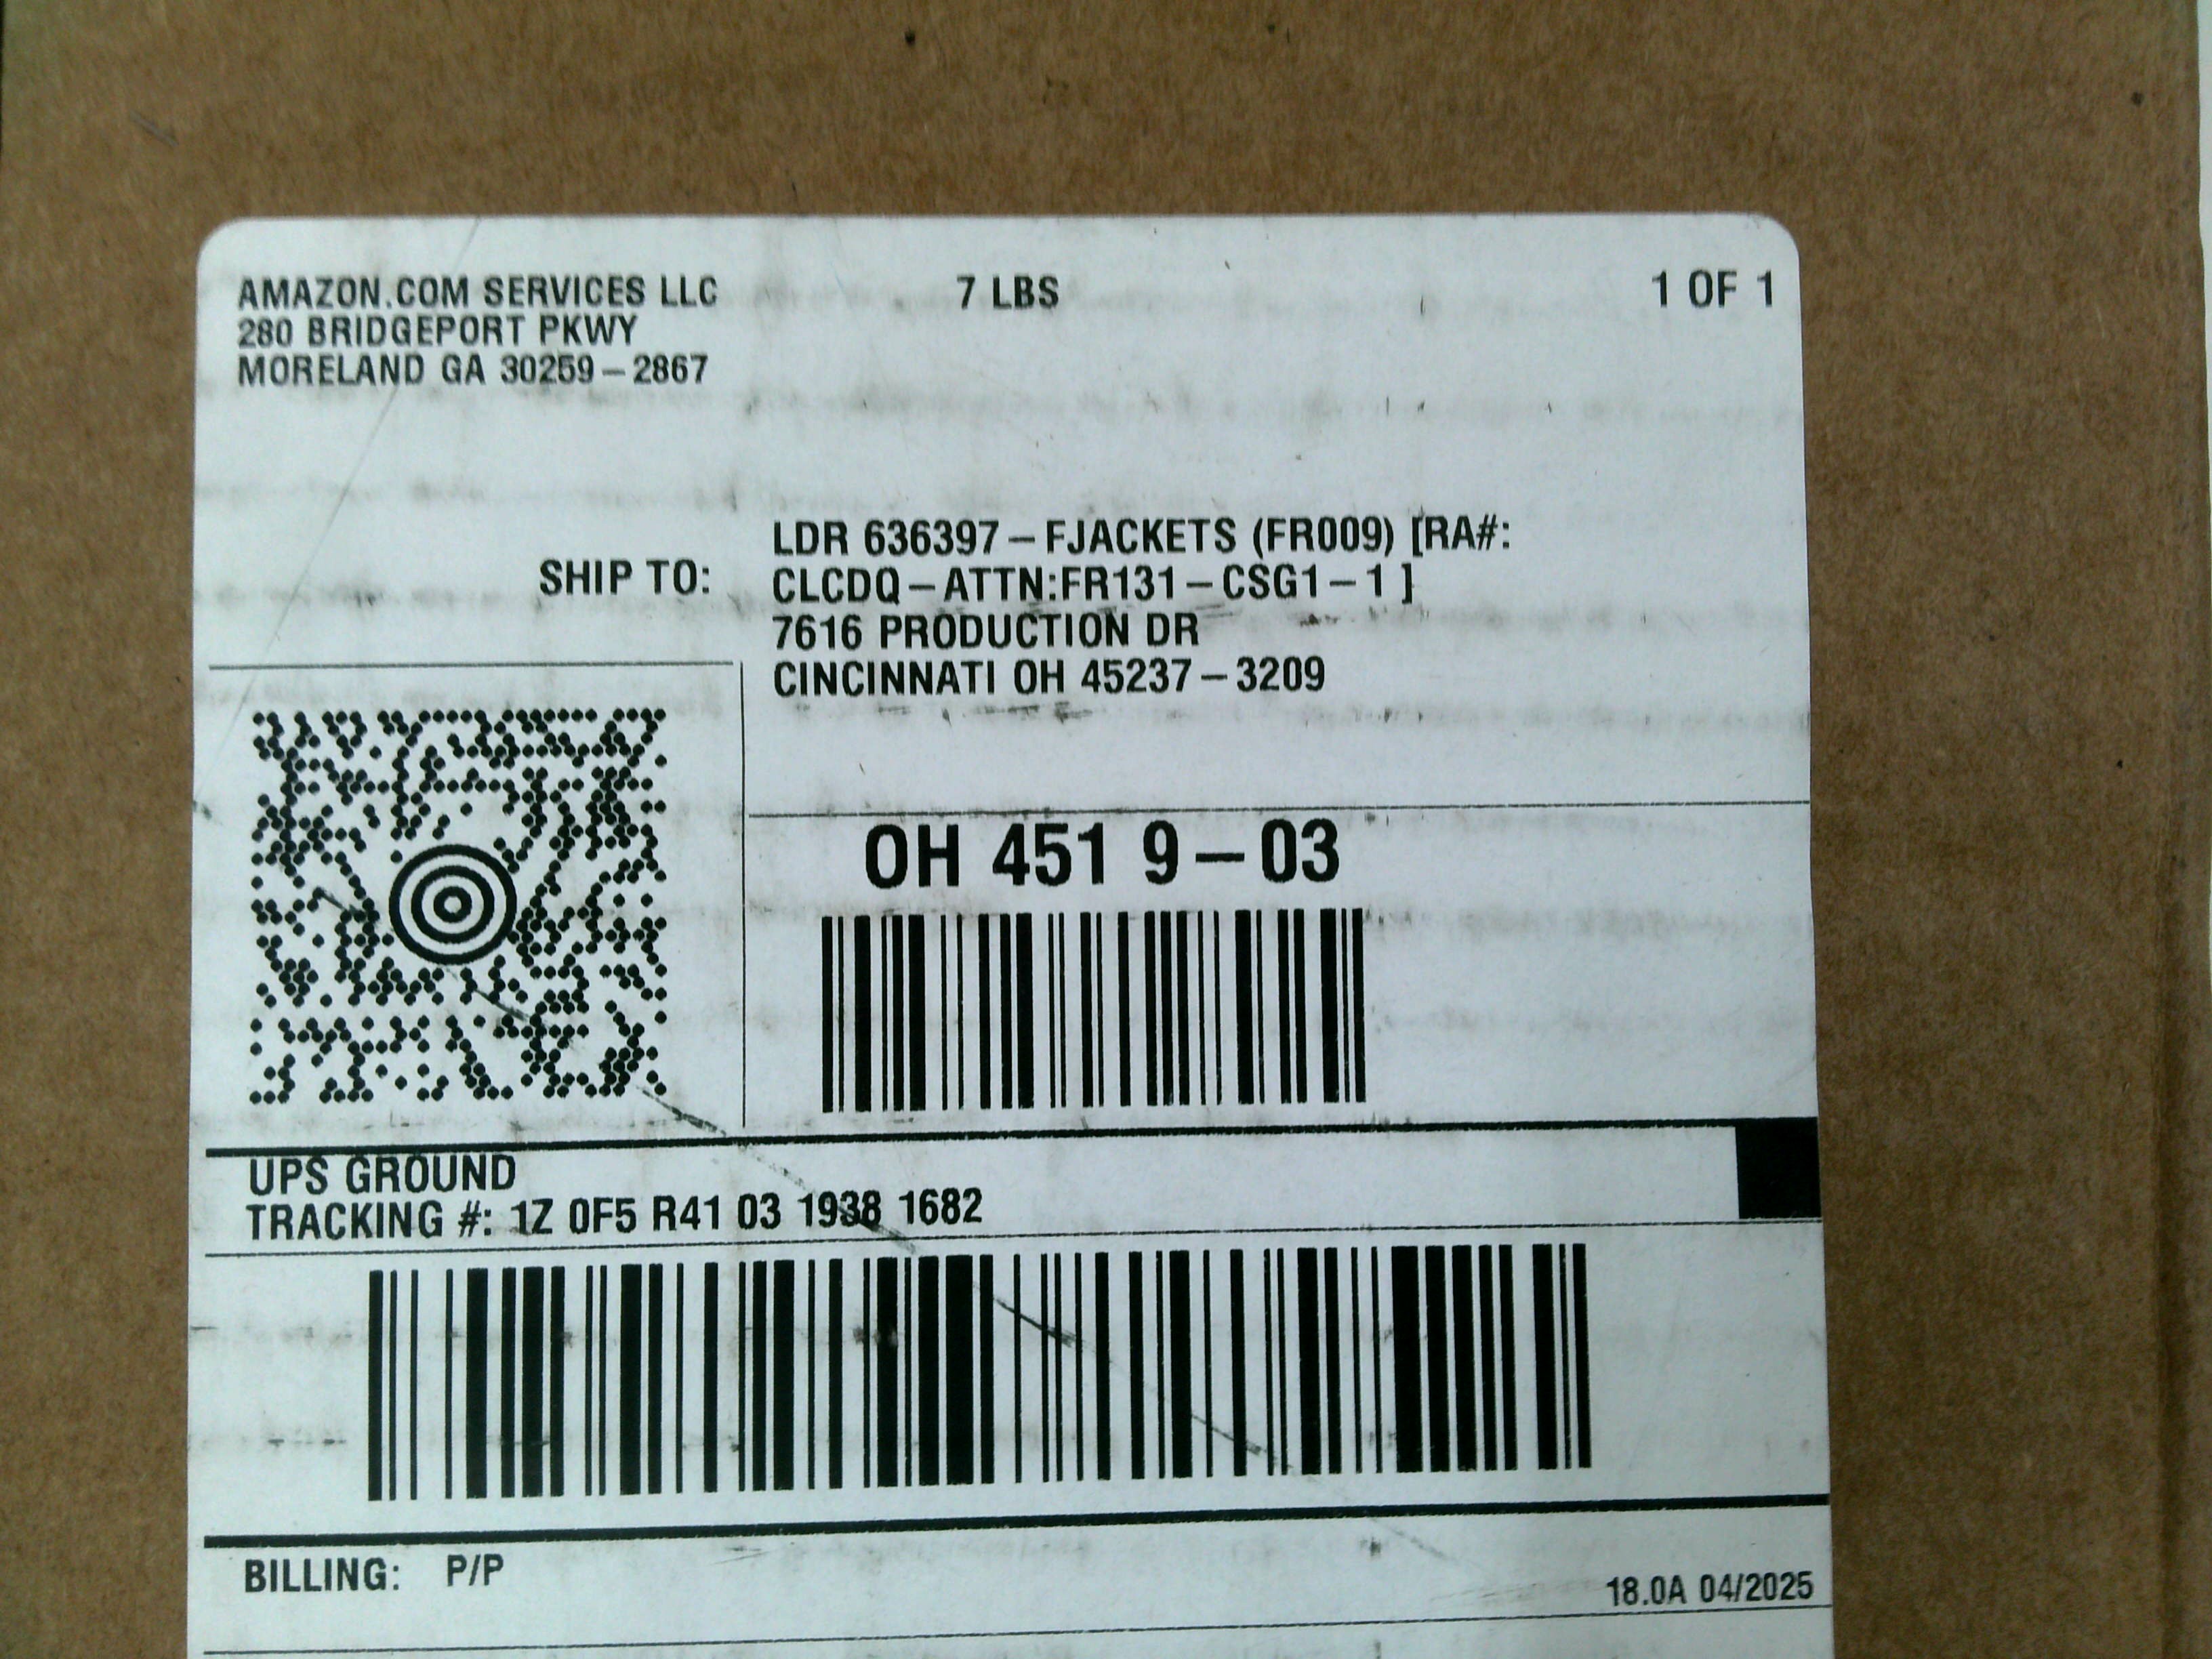 AMAZON.COM SERVICES LLC 7 LBS 1 OF 1
280 BRIDGEPORT PKWY
MORELAND GA 30259-2867
SHIP TO:
LDR 636397-FJACKETS (FR009) [RA#:
CLCDQ-ATTN:FR131-CSG1-1 ]
7616 PRODUCTION DR
CINCINNATI OH 45237-3209
OH 451 9-03
UPS GROUND
TRACKING #: 1Z 0F5 R41 03 1938 1682
BILLING: P/P
18.0A 04/2025